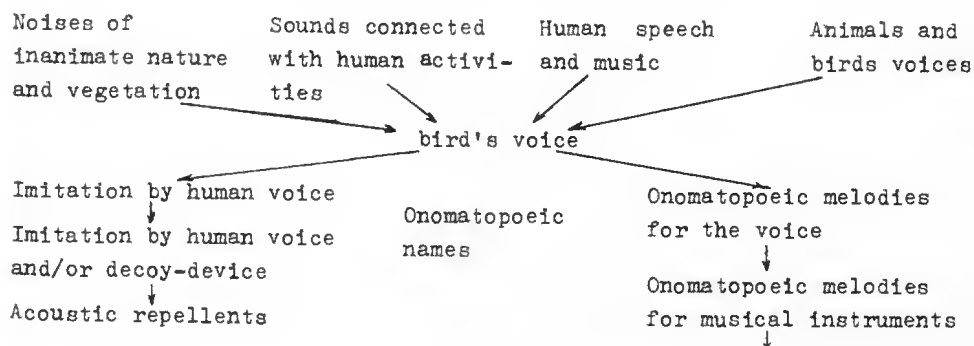 Noises of
inanimate nature
and vegetation
Sounds connected
with human activi-
ties
Human speech
and music
Animals and
birds voices
bird's voice
Imitation by human voice
Imitation by human voice
and/or decoy-device
Acoustic repellents
Onomatopoeic
names
Onomatopoeic melodies
for the voice
Onomatopoeic melodies
for musical instruments